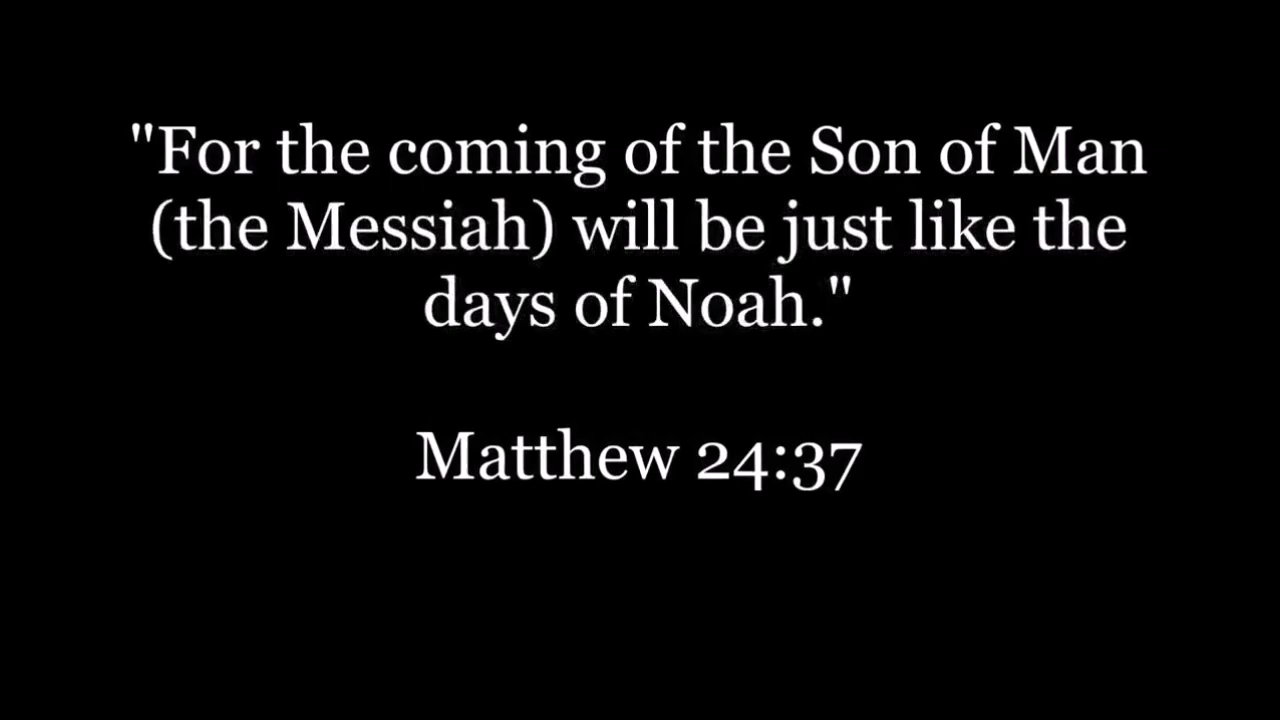 "For the coming of the Son of Man
(the Messiah) will be just like the
days of Noah."
Matthew 24:37